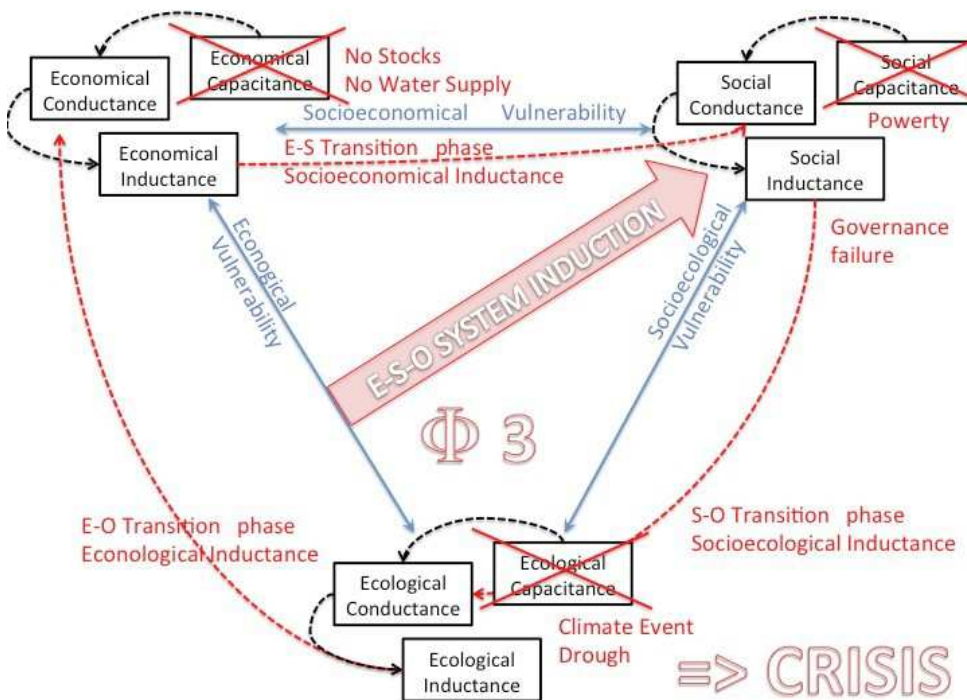 Economical
Capacitance
No Stocks
No Water Supply
Economical
Conductance
Economical
Inductance
Socioeconomical Vulnerability
E-S Transition phase
Socioeconomical Inductance
Social
Conductance
Social
Capacitance
Powerty
Social
Inductance
Governance
failure
Econogical
Vulnerability
E-S-O SYSTEM INDUCTION
Socioecological
Vulnerability
Φ 3
E-O Transition phase
Econological Inductance
S-O Transition phase
Socioecological Inductance
Ecological
Conductance
Ecological
Capacitance
Climate Event
Drough
Ecological
Inductance
=> CRISIS